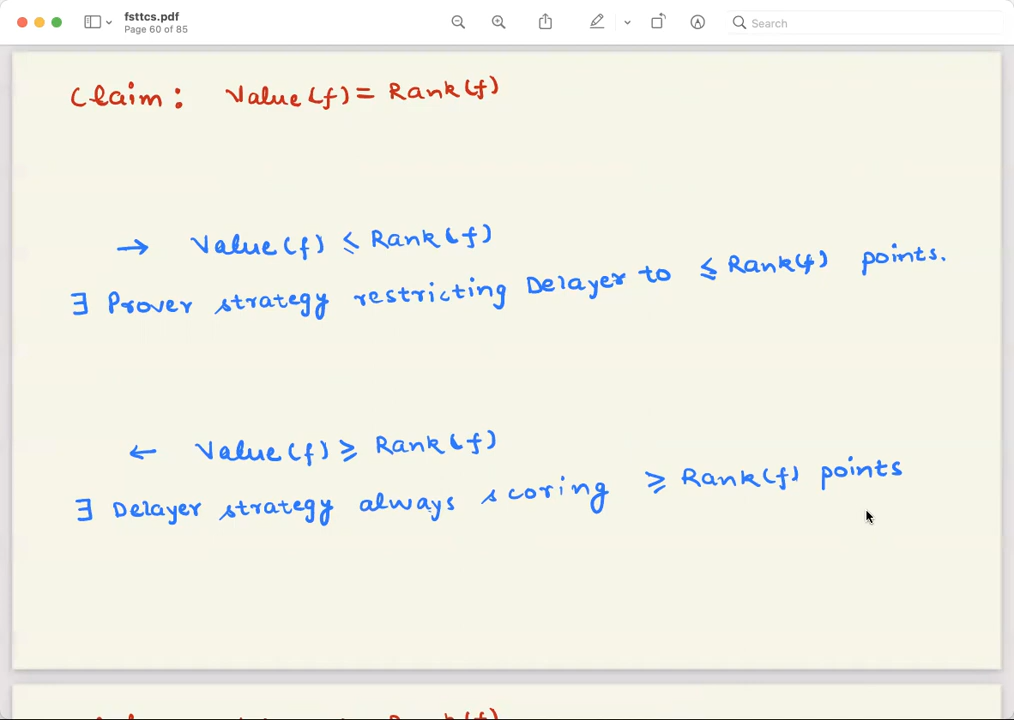 fsttcs.pdf
Page 60 of 85
Search
Claim: Value(f) = Rank(f)
→ Value(f) ≤ Rank(f)
∃ Prover strategy restricting Delayer to ≤ Rank(f) points.
← Value(f) ≥ Rank(f)
∃ Delayer strategy always scoring ≥ Rank(f) points